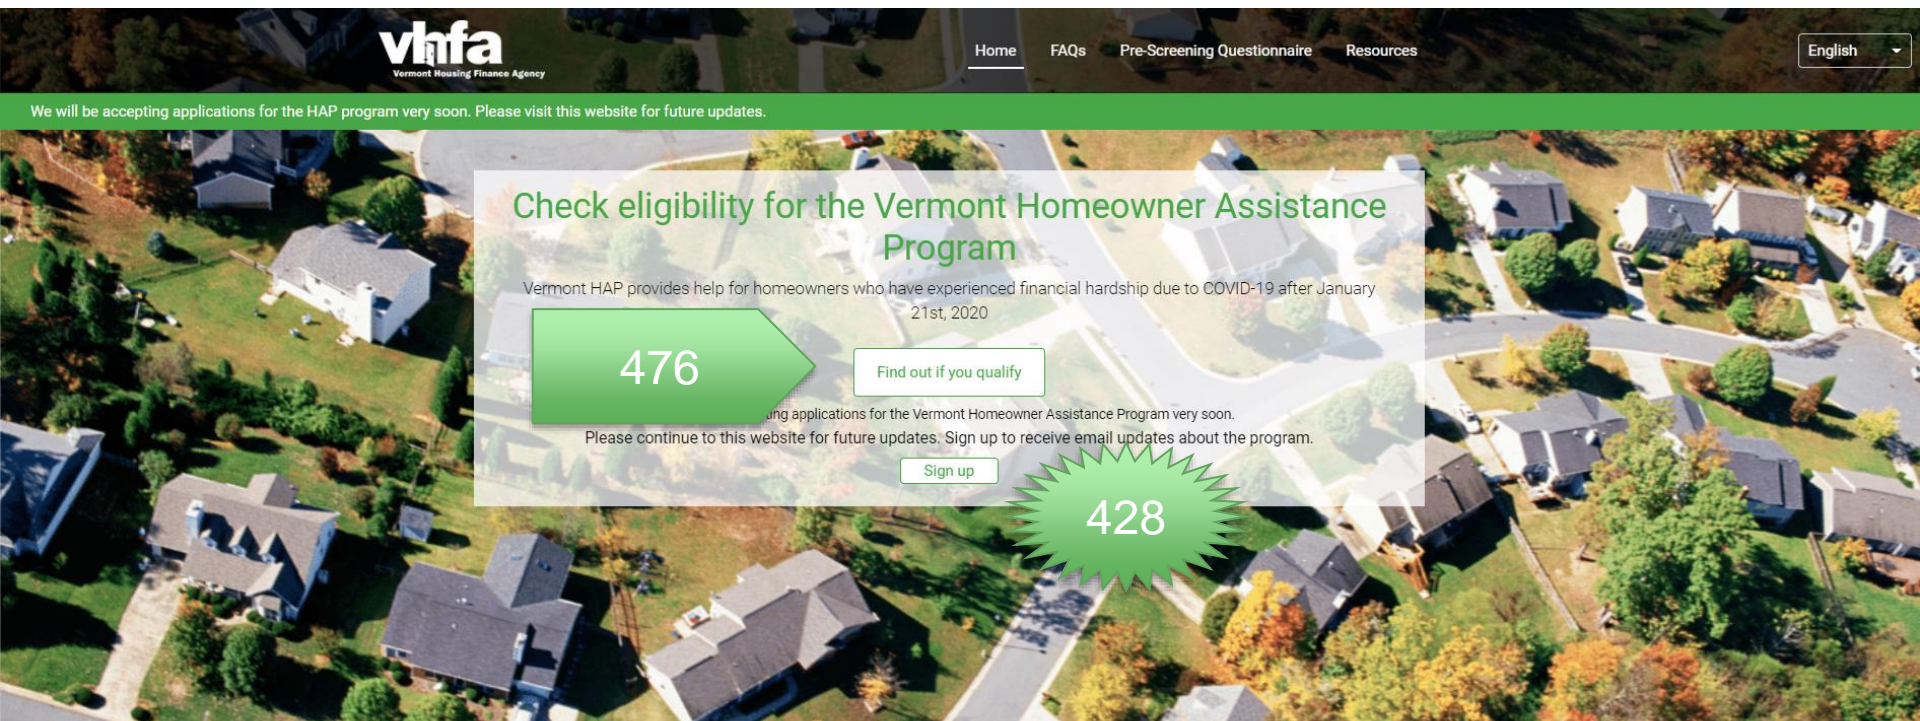 vhfa
Vermont Housing Finance Agency
Home FAQs Pre-Screening Questionnaire Resources English
We will be accepting applications for the HAP program very soon. Please visit this website for future updates.
Check eligibility for the Vermont Homeowner Assistance
Program
Vermont HAP provides help for homeowners who have experienced financial hardship due to COVID-19 after January
21st, 2020
476
Find out if you qualify
applications for the Vermont Homeowner Assistance Program very soon.
Please continue to this website for future updates. Sign up to receive email updates about the program.
Sign up
428